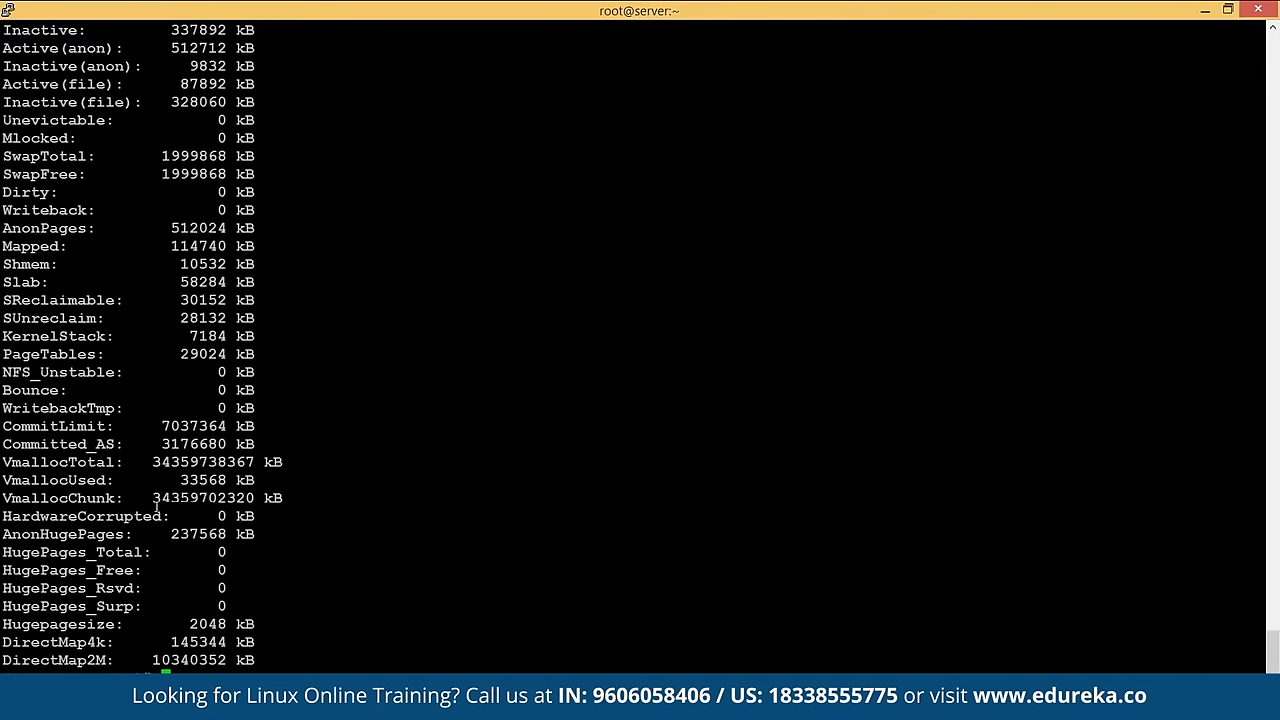 root@server:~
Inactive: 337892 kB
Active(anon): 512712 kB
Inactive(anon): 9832 kB
Active(file): 87892 kB
Inactive(file): 328060 kB
Unevictable: 0 kB
Mlocked: 0 kB
SwapTotal: 1999868 kB
SwapFree: 1999868 kB
Dirty: 0 kB
Writeback: 0 kB
AnonPages: 512024 kB
Mapped: 114740 kB
Shmem: 10532 kB
Slab: 58284 kB
SReclaimable: 30152 kB
SUnreclaim: 28132 kB
KernelStack: 7184 kB
PageTables: 29024 kB
NFS_Unstable: 0 kB
Bounce: 0 kB
WritebackTmp: 0 kB
CommitLimit: 7037364 kB
Committed_AS: 3176680 kB
VmallocTotal: 34359738367 kB
VmallocUsed: 33568 kB
VmallocChunk: 34359702320 kB
HardwareCorrupted: 0 kB
AnonHugePages: 237568 kB
HugePages_Total: 0
HugePages_Free: 0
HugePages_Rsvd: 0
HugePages_Surp: 0
Hugepagesize: 2048 kB
DirectMap4k: 145344 kB
DirectMap2M: 10340352 kB
Looking for Linux Online Training? Call us at IN: 9606058406 / US: 18338555775 or visit www.edureka.co